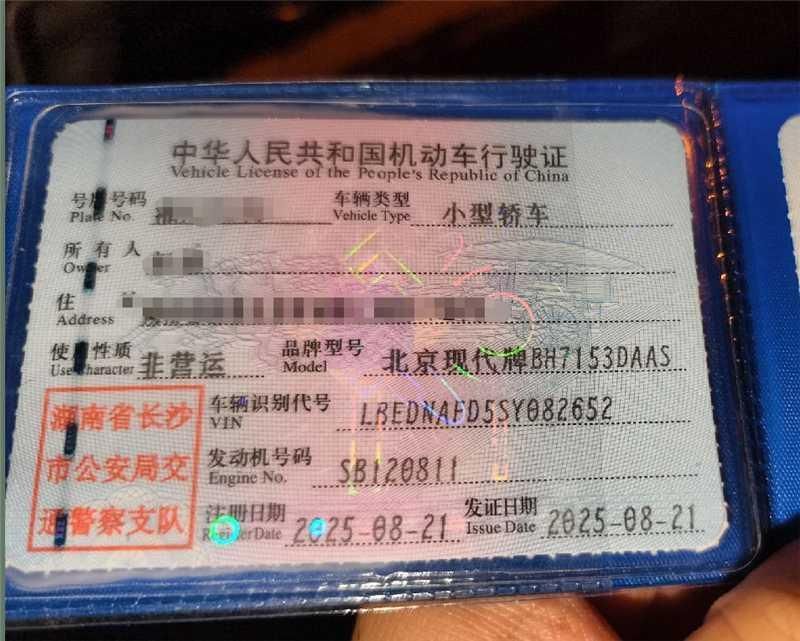 中华人民共和国机动车行驶证
Vehicle License of the People's Republic of China
号牌号码 车辆类型 小型轿车
Plate No. Vehicle Type
所有人
Owner
住
Address
使用性质 非营运 品牌型号 北京现代牌BH7153DAAS
Use Character Model
湖南省长沙
市公安局交
通警察支队
车辆识别代号 LBEDNAFD5SY082652
VIN
发动机号码 SB120811
Engine No.
注册日期 2025-08-21 发证日期 2025-08-21
Register Date Issue Date